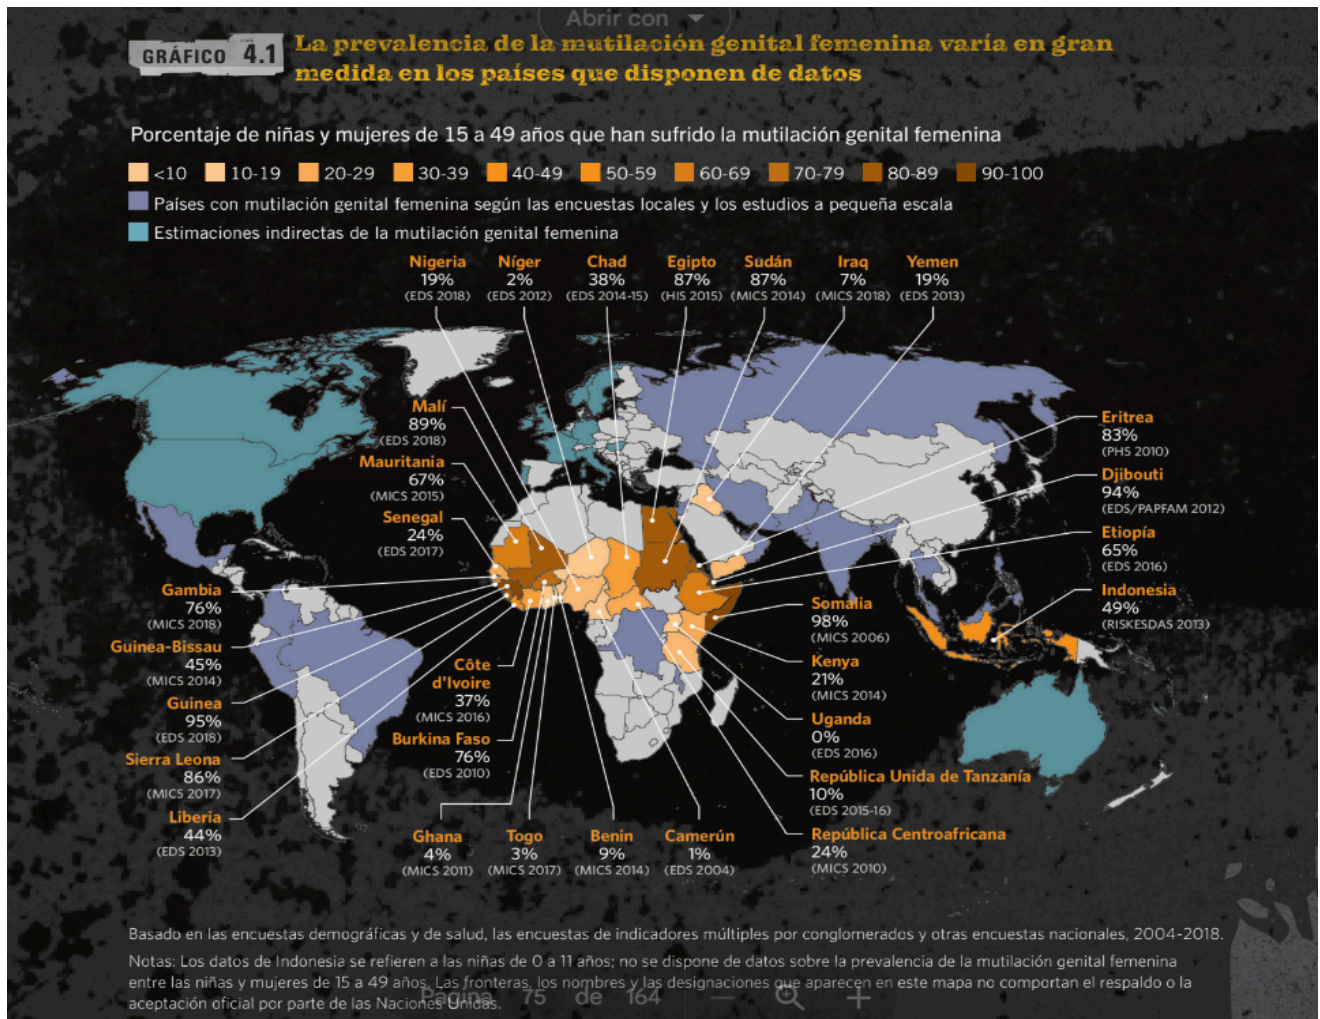 Abrir con
GRÁFICO 4.1
La prevalencia de la mutilación genital femenina varía en gran
medida en los países que disponen de datos
Porcentaje de niñas y mujeres de 15 a 49 años que han sufrido la mutilación genital femenina
<10 10-19 20-29 30-39 40-49 50-59 60-69 70-79 80-89 90-100
Países con mutilación genital femenina según las encuestas locales y los estudios a pequeña escala
Estimaciones indirectas de la mutilación genital femenina
Nigeria
19%
(EDS 2018)
Níger
2%
(EDS 2012)
Chad
38%
(EDS 2014-15)
Egipto
87%
(HIS 2015)
Sudán
87%
(MICS 2014)
Iraq
7%
(MICS 2018)
Yemen
19%
(EDS 2013)
Malí
89%
(EDS 2018)
Mauritania
67%
(MICS 2015)
Senegal
24%
(EDS 2017)
Gambia
76%
(MICS 2018)
Guinea-Bissau
45%
(MICS 2014)
Guinea
95%
(EDS 2018)
Sierra Leona
86%
(MICS 2017)
Liberia
44%
(EDS 2013)
Côte
d'Ivoire
37%
(MICS 2016)
Burkina Faso
76%
(EDS 2010)
Ghana
4%
(MICS 2011)
Togo
3%
(MICS 2017)
Benin
9%
(MICS 2014)
Camerún
1%
(EDS 2004)
Eritrea
83%
(PHS 2010)
Djibouti
94%
(EDS/PAPFAM 2012)
Etiopía
65%
(EDS 2016)
Indonesia
49%
(RISKESDAS 2013)
Somalia
98%
(MICS 2006)
Kenya
21%
(MICS 2014)
Uganda
0%
(EDS 2016)
República Unida de Tanzanía
10%
(EDS 2015-16)
República Centroafricana
24%
(MICS 2010)
Basado en las encuestas demográficas y de salud, las encuestas de indicadores múltiples por conglomerados y otras encuestas nacionales, 2004-2018.
Notas: Los datos de Indonesia se refieren a las niñas de 0 a 11 años; no se dispone de datos sobre la prevalencia de la mutilación genital femenina
entre las niñas y mujeres de 15 a 49 años. Las fronteras, los nombres y las designaciones que aparecen en este mapa no comportan el respaldo o la
aceptación oficial por parte de las Naciones Unidas.
Página 75 de 164